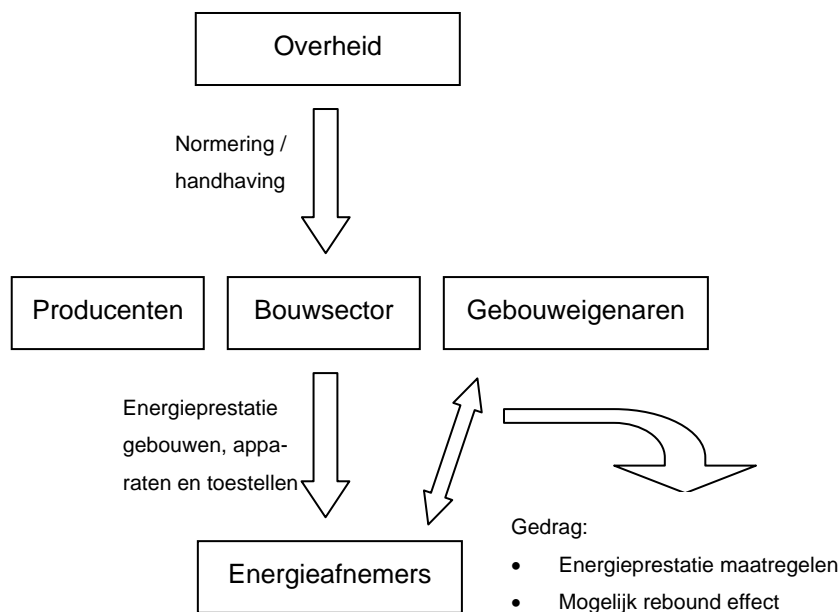 Overheid
Normering /
handhaving
Producenten
Bouwsector
Gebouweigenaren
Energieprestatie
gebouwen, appa-
raten en toestellen
Energieafnemers
Gedrag:
• Energieprestatie maatregelen
• Mogelijk rebound effect